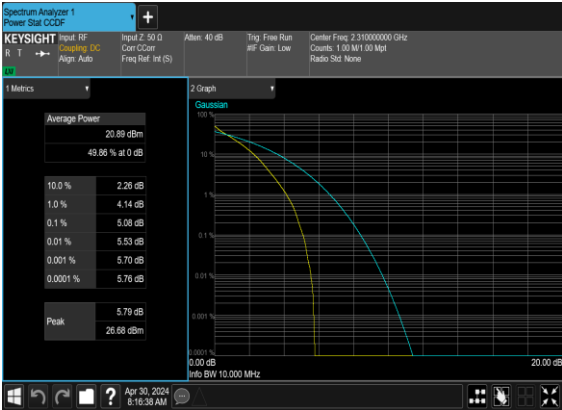 Spectrum Analyzer 1
Power Stat CCDF
KEYSIGHT
R T
Input: RF
Coupling: DC
Align: Auto
Input Z: 50 Ω
Corr CCorr
Freq Ref: Int (S)
Atten: 40 dB
Trig: Free Run
#IF Gain: Low
Center Freq: 2.310000000 GHz
Counts: 1.00 M/1.00 Mpt
Radio Std: None
1 Metrics
Average Power
20.89 dBm
49.86 % at 0 dB
10.0 % 2.26 dB
1.0 % 4.14 dB
0.1 % 5.08 dB
0.01 % 5.53 dB
0.001 % 5.70 dB
0.0001 % 5.76 dB
Peak
5.79 dB
26.68 dBm
2 Graph
Gaussian
100 %
10 %
1 %
0.1 %
0.01 %
0.001 %
0.0001 %
0.00 dB 20.00 dB
Info BW 10.000 MHz
Apr 30, 2024
8:16:38 AM